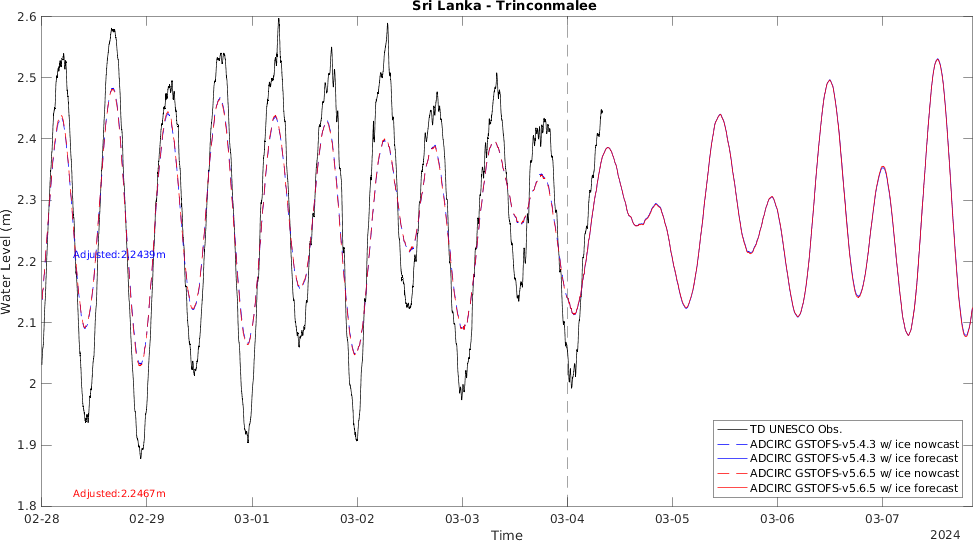 Sri Lanka - Trinconmalee
2.6
2.5
2.4
2.3
2.2
2.1
2
1.9
1.8
Water Level (m)
Adjusted:2.2439m
Adjusted:2.2467m
TD UNESCO Obs.
ADCIRC GSTOFS-v5.4.3 w/ ice nowcast
ADCIRC GSTOFS-v5.4.3 w/ ice forecast
ADCIRC GSTOFS-v5.6.5 w/ ice nowcast
ADCIRC GSTOFS-v5.6.5 w/ ice forecast
02-28 02-29 03-01 03-02 03-03 03-04 03-05 03-06 03-07
Time
2024